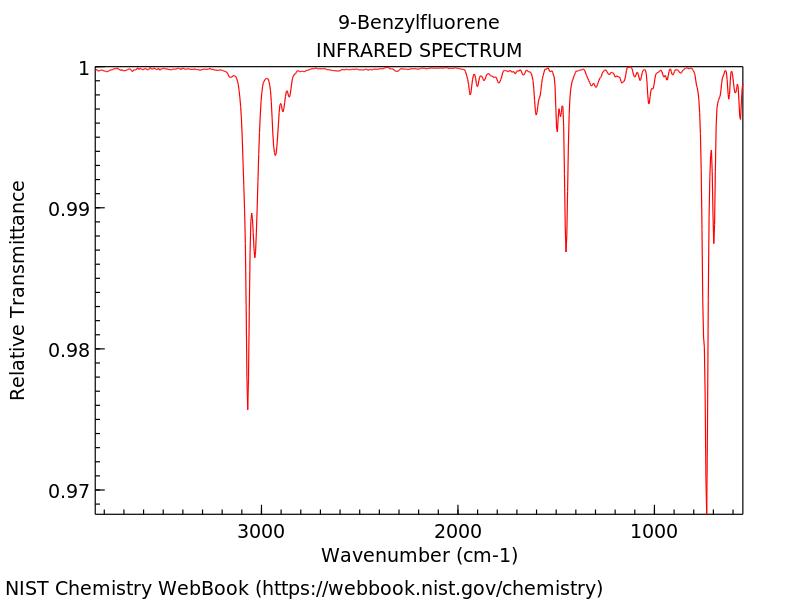 9-Benzylfluorene
INFRARED SPECTRUM
1
0.99
0.98
0.97
Relative Transmittance
3000 2000 1000
Wavenumber (cm-1)
NIST Chemistry WebBook (https://webbook.nist.gov/chemistry)